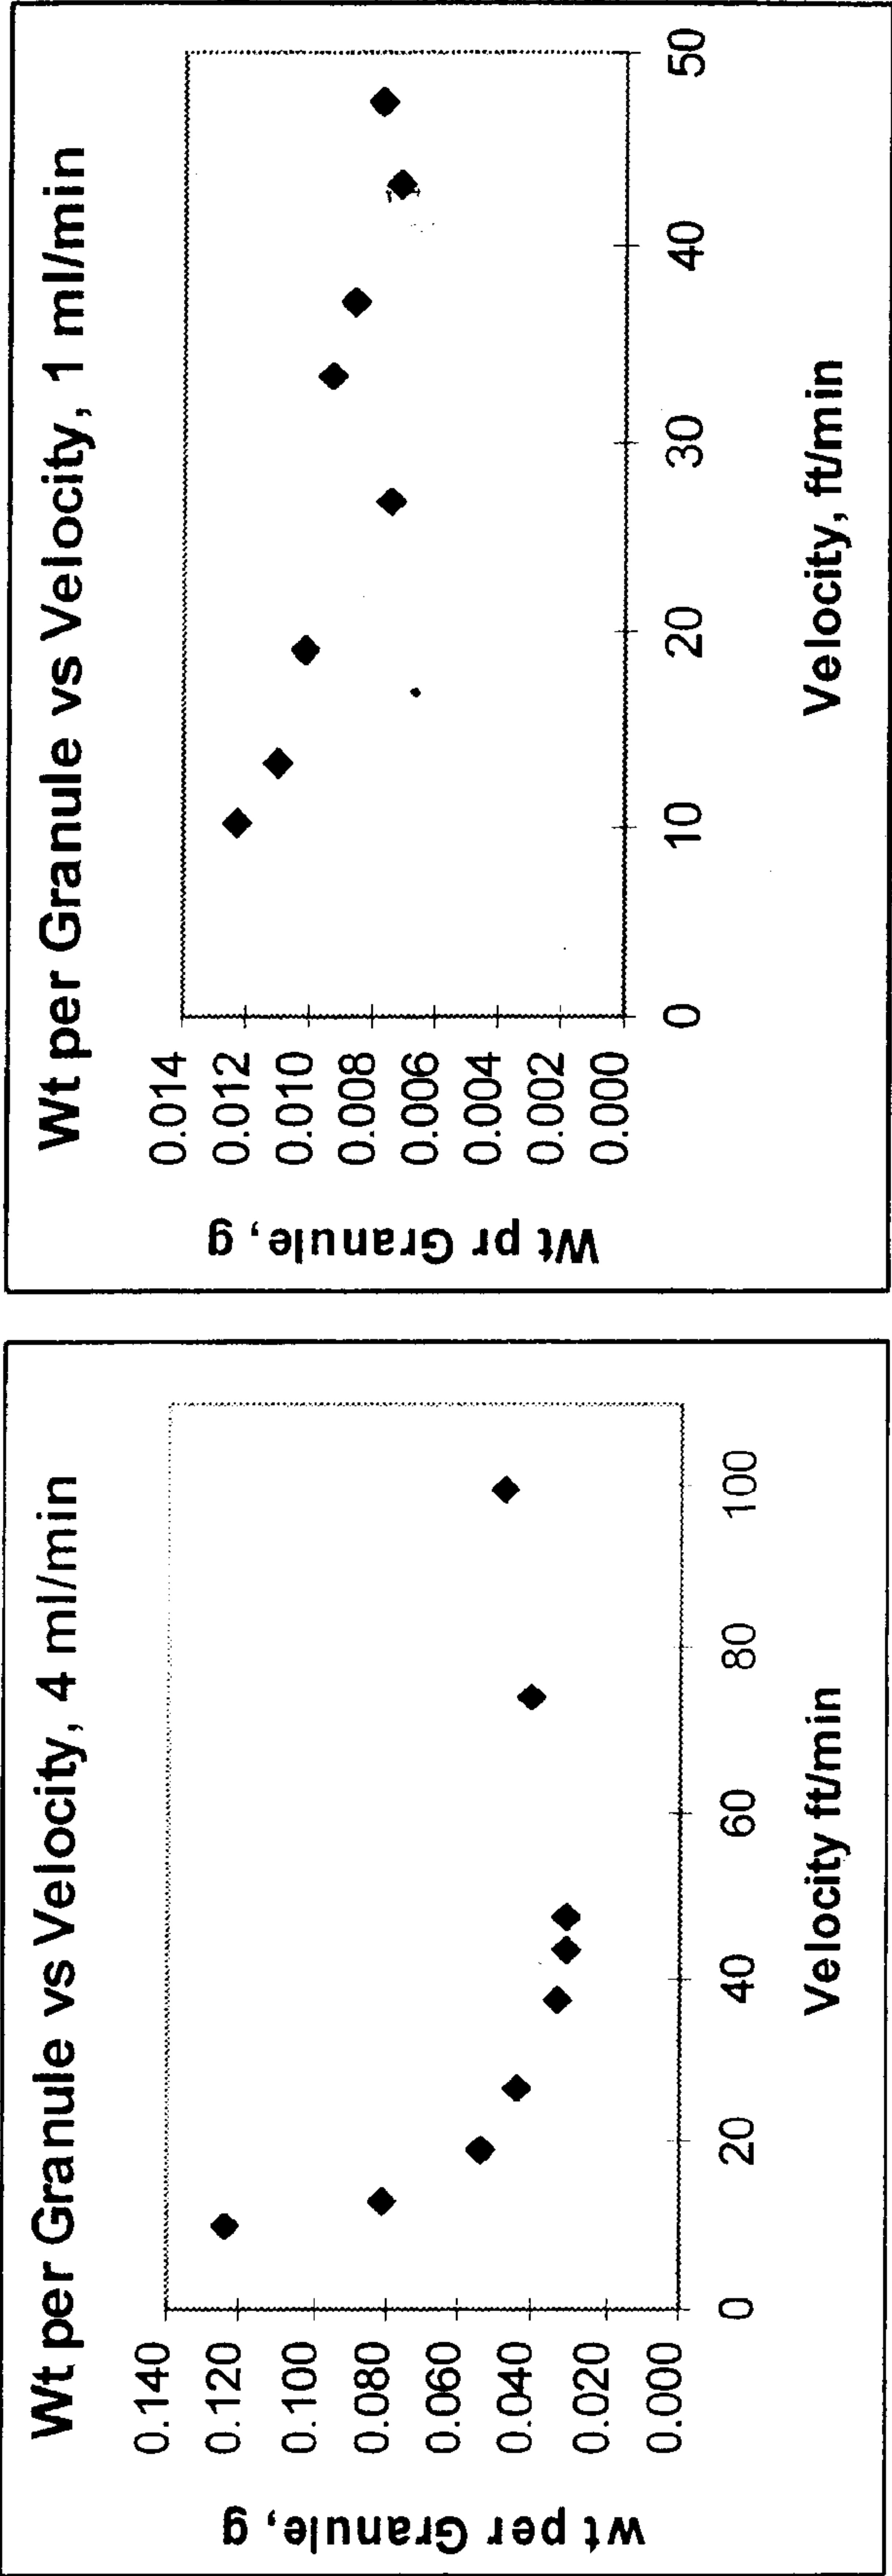 Wt per Granule vs Velocity, 4 ml/min
wt per Granule, g
0.140
0.120
0.100
0.080
0.060
0.040
0.020
0.000
0 20 40 60 80 100
Velocity ft/min
Wt per Granule vs Velocity, 1 ml/min
Wt pr Granule, g
0.014
0.012
0.010
0.008
0.006
0.004
0.002
0.000
0 10 20 30 40 50
Velocity, ft/min